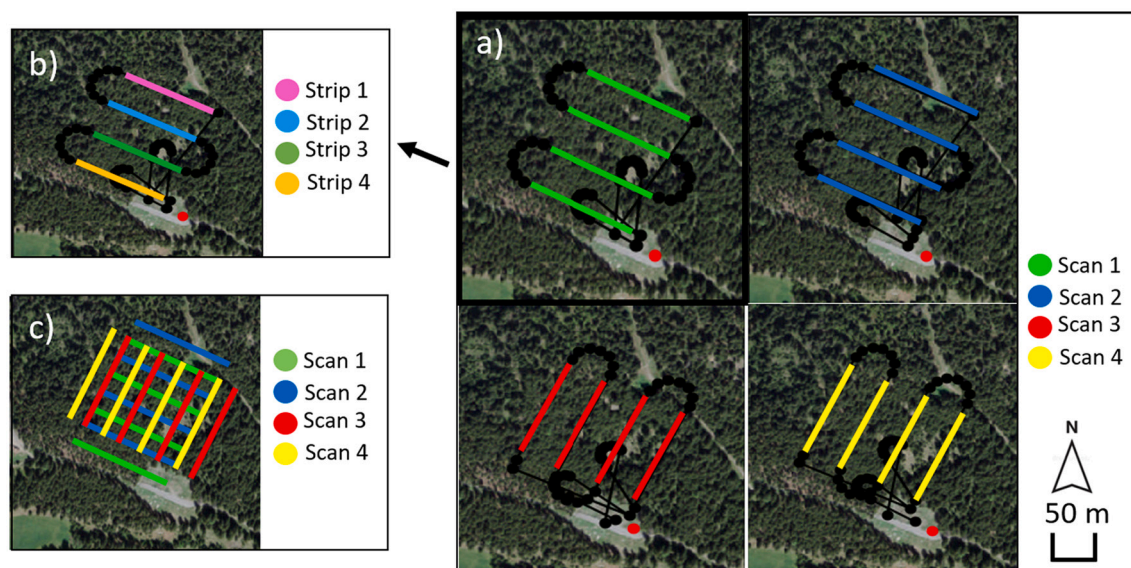 b)
Strip 1
Strip 2
Strip 3
Strip 4
a)
Scan 1
Scan 2
Scan 3
Scan 4
c)
Scan 1
Scan 2
Scan 3
Scan 4
N
50 m